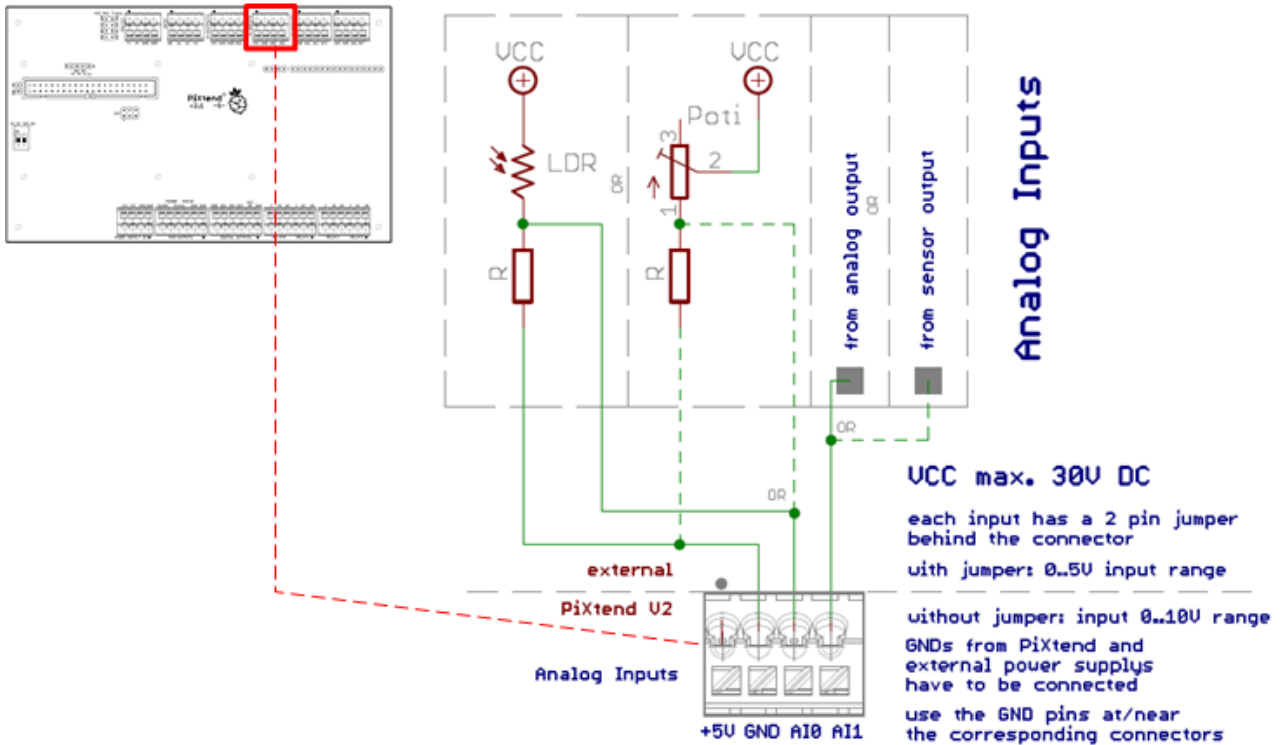 PiXtend
VCC
VCC
Poti
LDR
3
2
1
R
R
OR
OR
OR
OR
from analog output
from sensor output
Analog Inputs
VCC max. 30V DC
each input has a 2 pin jumper
behind the connector
with jumper: 0..5V input range
external
PiXtend V2
without jumper: input 0..10V range
GNDs from PiXtend and
external power supplys
have to be connected
use the GND pins at/near
the corresponding connectors
Analog Inputs
+5V GND AI0 AI1